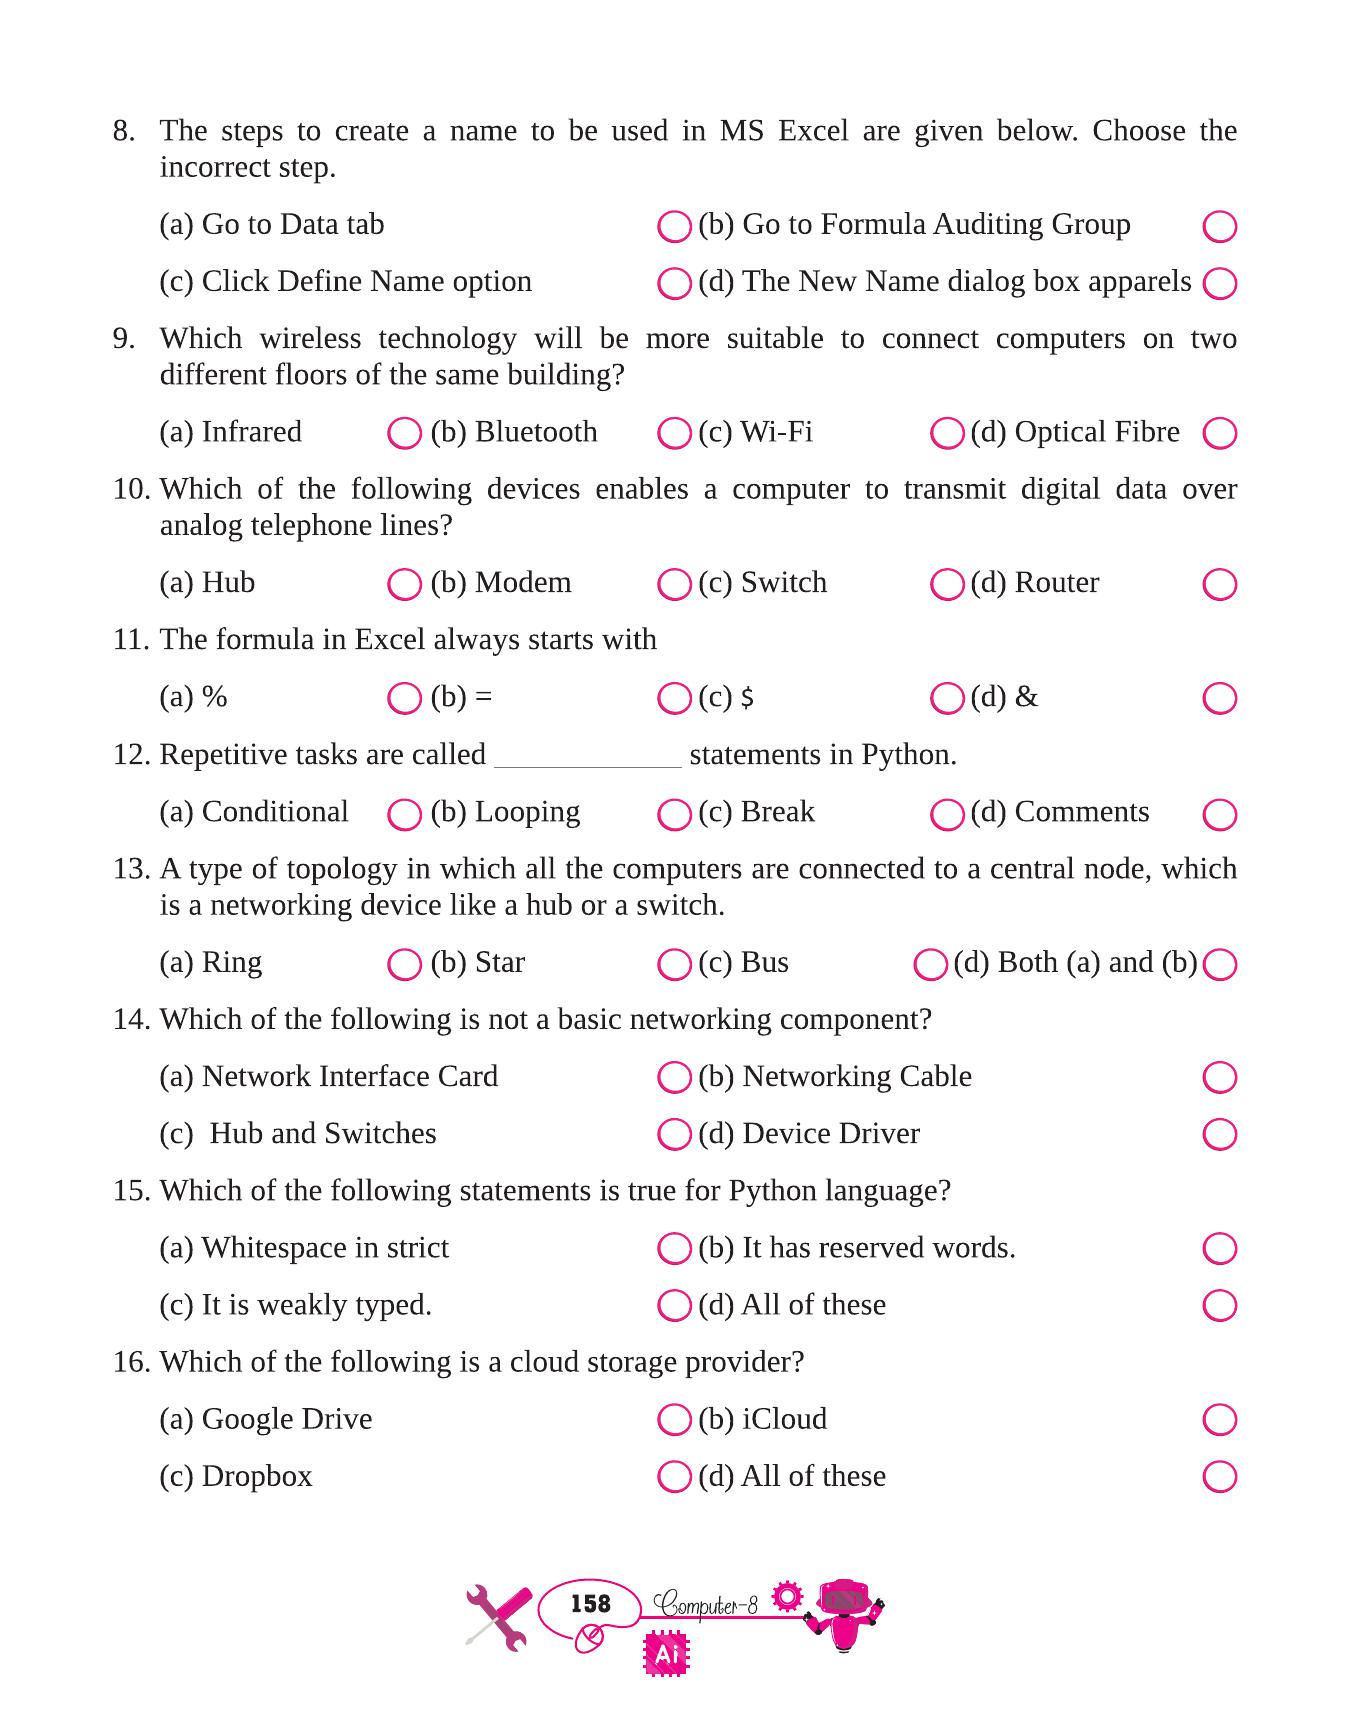 8. The steps to create a name to be used in MS Excel are given below. Choose the
incorrect step.
(a) Go to Data tab (b) Go to Formula Auditing Group
(c) Click Define Name option (d) The New Name dialog box apparels
9. Which wireless technology will be more suitable to connect computers on two
different floors of the same building?
(a) Infrared (b) Bluetooth (c) Wi-Fi (d) Optical Fibre
10. Which of the following devices enables a computer to transmit digital data over
analog telephone lines?
(a) Hub (b) Modem (c) Switch (d) Router
11. The formula in Excel always starts with
(a) % (b) = (c) $ (d) &
12. Repetitive tasks are called ____________ statements in Python.
(a) Conditional (b) Looping (c) Break (d) Comments
13. A type of topology in which all the computers are connected to a central node, which
is a networking device like a hub or a switch.
(a) Ring (b) Star (c) Bus (d) Both (a) and (b)
14. Which of the following is not a basic networking component?
(a) Network Interface Card (b) Networking Cable
(c) Hub and Switches (d) Device Driver
15. Which of the following statements is true for Python language?
(a) Whitespace in strict (b) It has reserved words.
(c) It is weakly typed. (d) All of these
16. Which of the following is a cloud storage provider?
(a) Google Drive (b) iCloud
(c) Dropbox (d) All of these
158 Computer-8
Ai